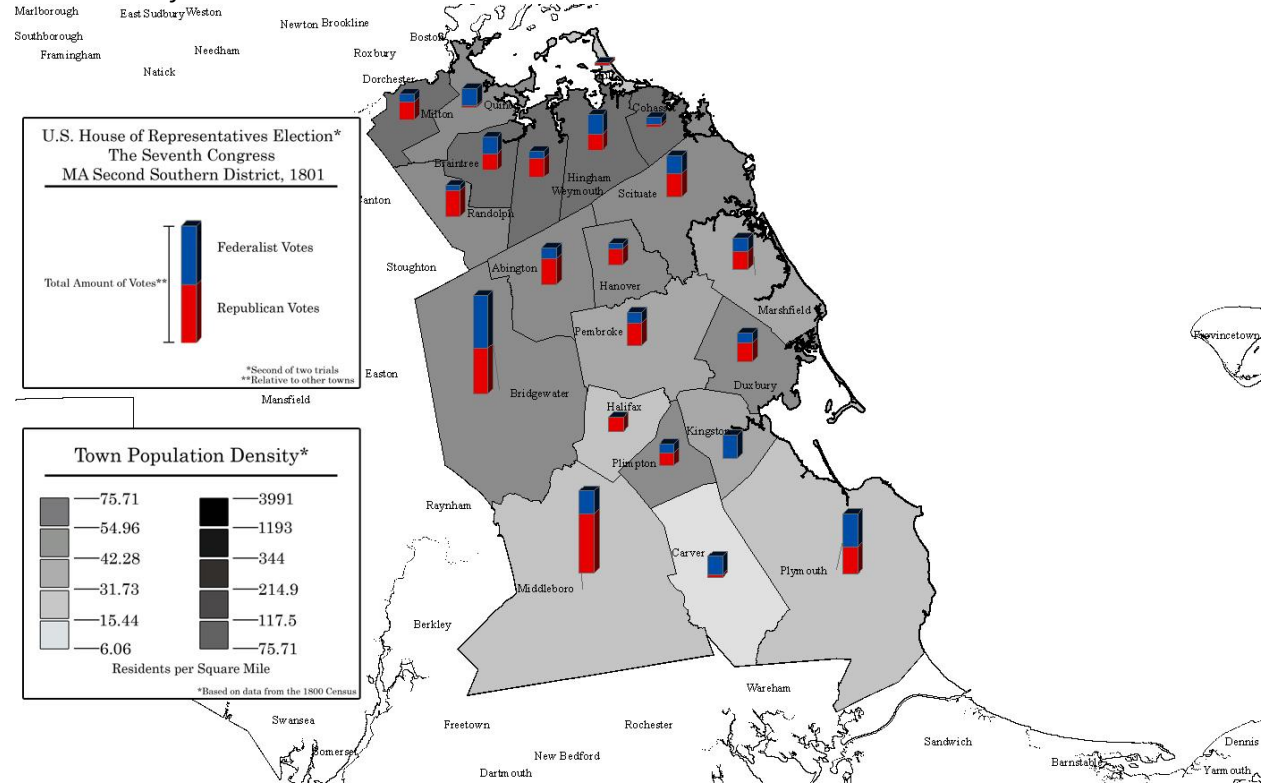 Marlborough
East Sudbury
Weston
Newton
Brookline
Southborough
Boston
Framingham
Needham
Roxbury
Natick
Dorchester
Milton
Cohasset
Braintree
Hingham
Weymouth
Scituate
Randolph
Stoughton
Abington
Hanover
Marshfield
Pembroke
Provincetown
Easton
Duxbury
Bridgewater
Mansfield
Halifax
Kingston
Plimpton
Raynham
Carver
Plymouth
Middleboro
Berkley
Wareham
Swansea
Freetown
Rochester
Somerset
New Bedford
Sandwich
Dennis
Dartmouth
Barnstable
Yarmouth
U.S. House of Representatives Election*
The Seventh Congress
MA Second Southern District, 1801
Federalist Votes
Total Amount of Votes**
Republican Votes
*Second of two trials
**Relative to other towns
Town Population Density*
75.71
54.96
42.28
31.73
15.44
6.06
3991
1193
344
214.9
117.5
75.71
Residents per Square Mile
*Based on data from the 1800 Census